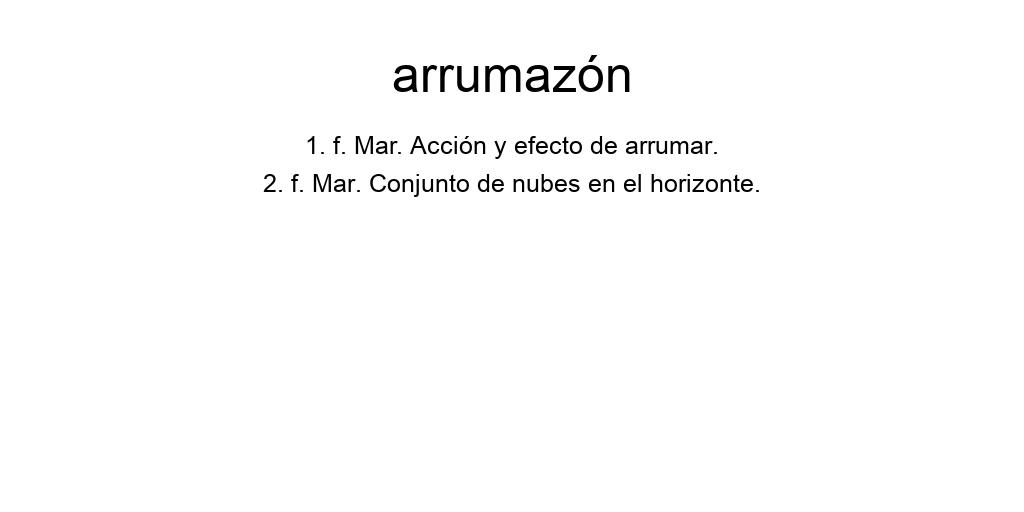 arrumazón
1. f. Mar. Acción y efecto de arrumar.
2. f. Mar. Conjunto de nubes en el horizonte.